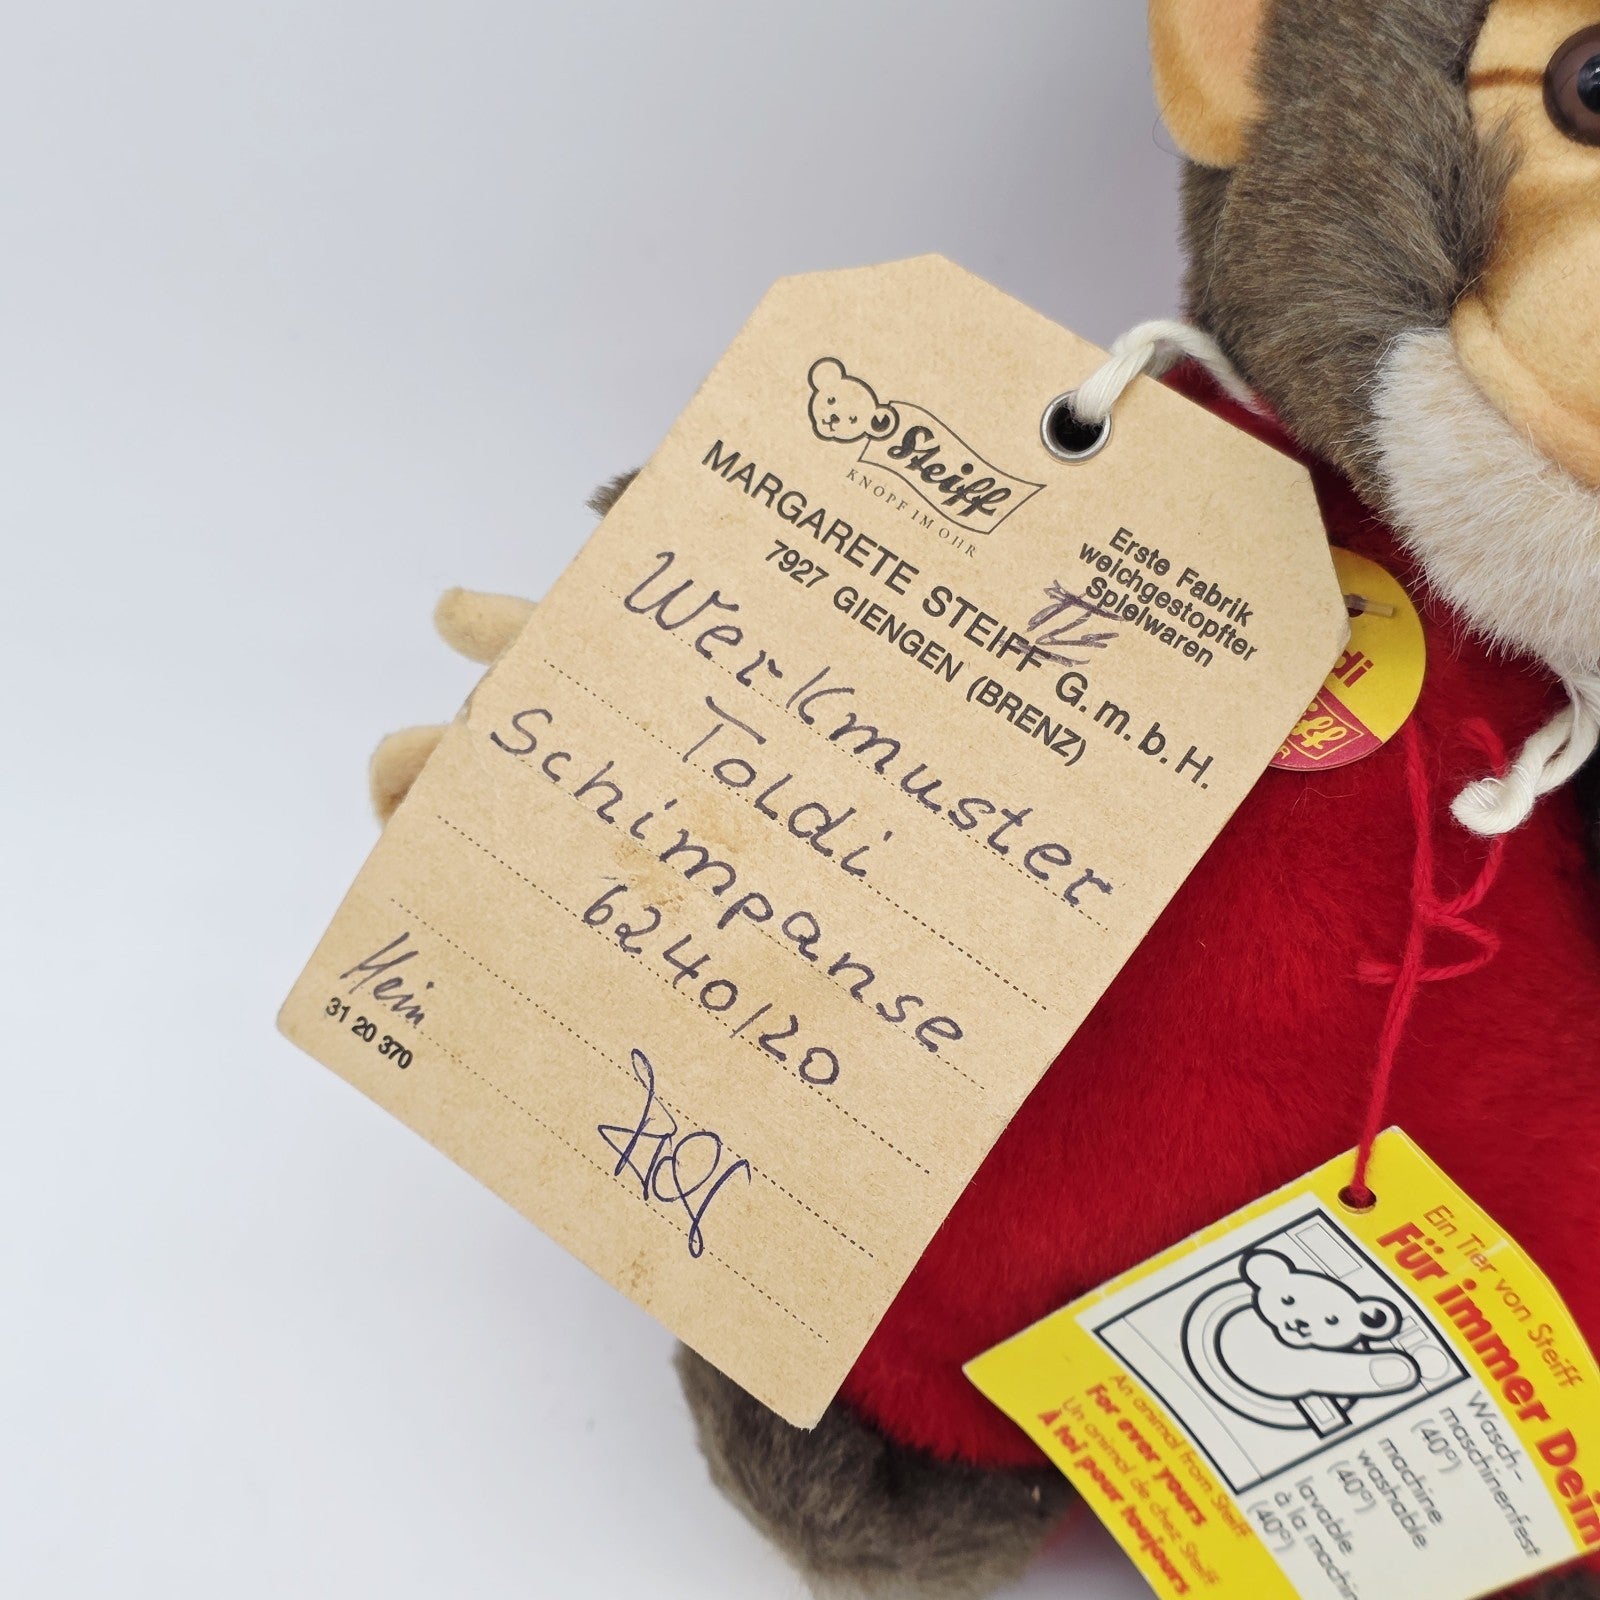 Steiff
KNOPF IM OHR
Erste Fabrik
weichgestopfter
Spielwaren
MARGARETE STEIFF G.m.b.H.
7927 GIENGEN (BRENZ)
Werkmuster
Toldi
Schimpanse
6240/20
Hein
31 20 370
di
Ein Tier von Steiff
Für immer Dein
Wasch-
maschinenfest
(40°)
machine
washable
(40°)
lavable
à la machin
(40°)
An animal from Steiff
For ever yours
Un animal de chez Steiff
À toi pour toujours